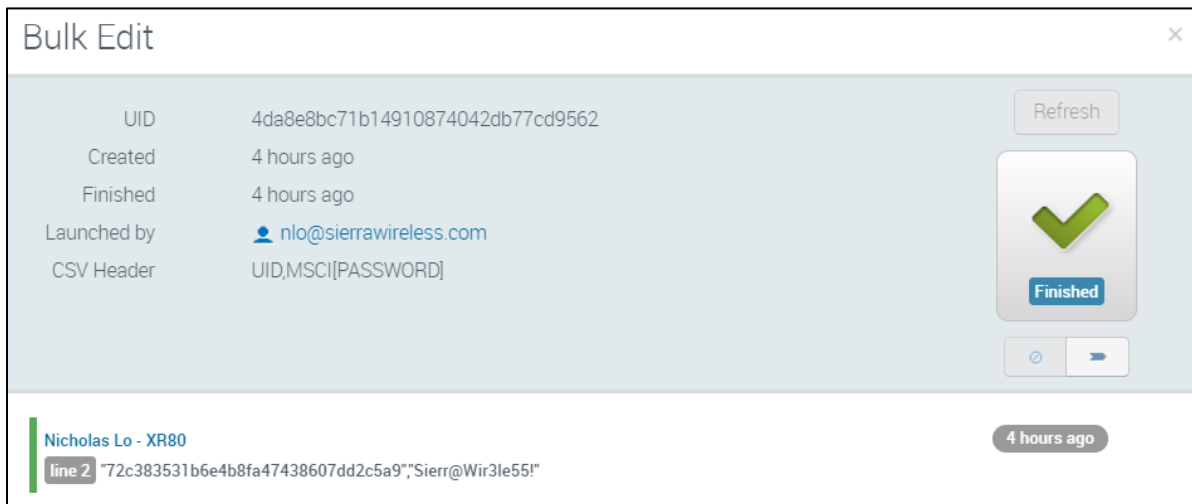 Bulk Edit
×
UID 4da8e8bc71b14910874042db77cd9562
Refresh
Created 4 hours ago
Finished 4 hours ago
Launched by nlo@sierrawireless.com
CSV Header UID,MSCI[PASSWORD]
Finished
Nicholas Lo - XR80
4 hours ago
line 2 "72c383531b6e4b8fa47438607dd2c5a9","Sierr@Wir3le55!"